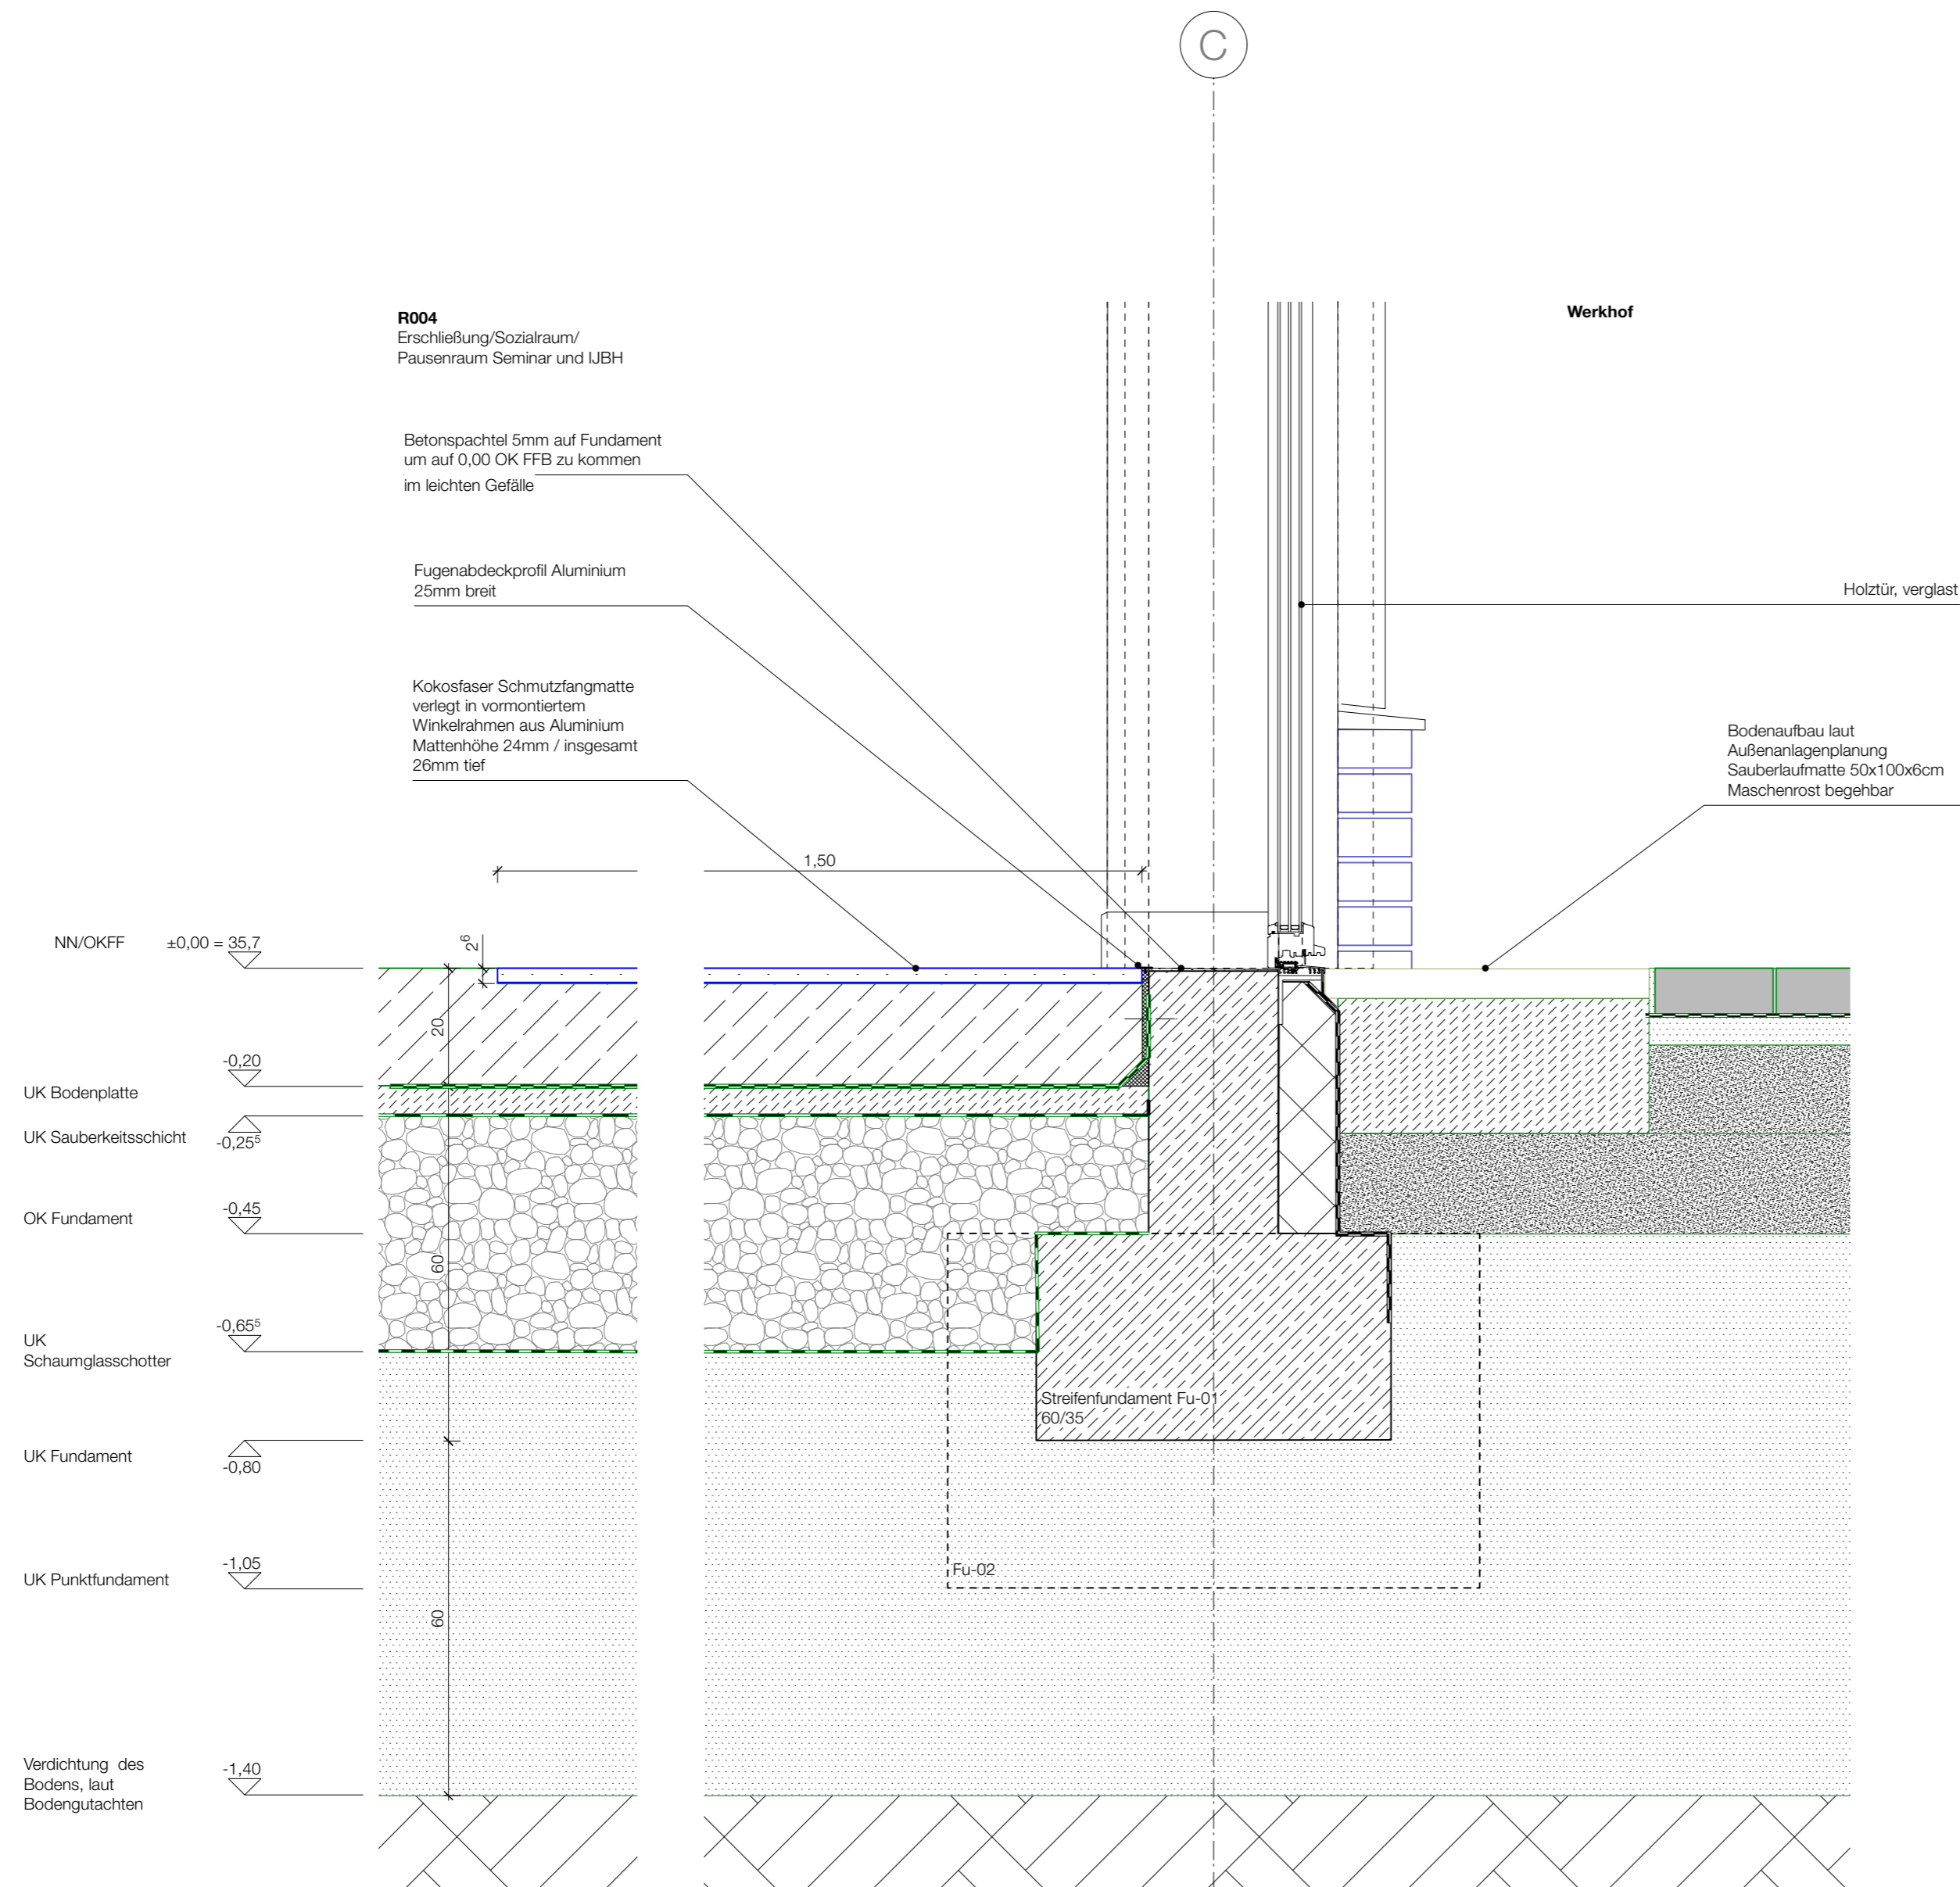 C
R004
Erschließung/Sozialraum/
Pausenraum Seminar und IJBH
Werkhof
Betonspachtel 5mm auf Fundament
um auf 0,00 OK FFB zu kommen
im leichten Gefälle
Fugenabdeckprofil Aluminium
25mm breit
Holztür, verglast
Kokosfaser Schmutzfangmatte
verlegt in vormontiertem
Winkelrahmen aus Aluminium
Mattenhöhe 24mm / insgesamt
26mm tief
Bodenaufbau laut
Außenanlagenplanung
Sauberlaufmatte 50x100x6cm
Maschenrost begehbar
1,50
NN/OKFF ±0,00 = 35,7
2⁶
20
-0,20
UK Bodenplatte
UK Sauberkeitsschicht
-0,25⁵
OK Fundament
-0,45
60
-0,65⁵
UK
Schaumglasschotter
Streifenfundament Fu-01
60/35
UK Fundament
-0,80
Fu-02
-1,05
UK Punktfundament
60
Verdichtung des
Bodens, laut
Bodengutachten
-1,40